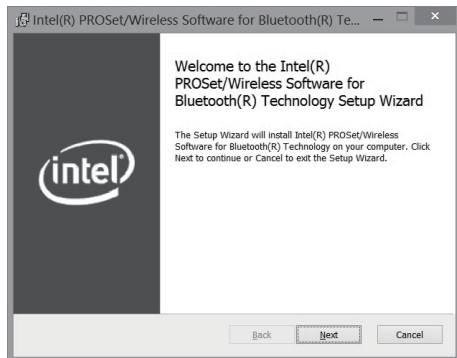 Intel(R) PROSet/Wireless Software for Bluetooth(R) Te...
Welcome to the Intel(R)
PROSet/Wireless Software for
Bluetooth(R) Technology Setup Wizard
The Setup Wizard will install Intel(R) PROSet/Wireless
Software for Bluetooth(R) Technology on your computer. Click
Next to continue or Cancel to exit the Setup Wizard.
intel
Back Next Cancel